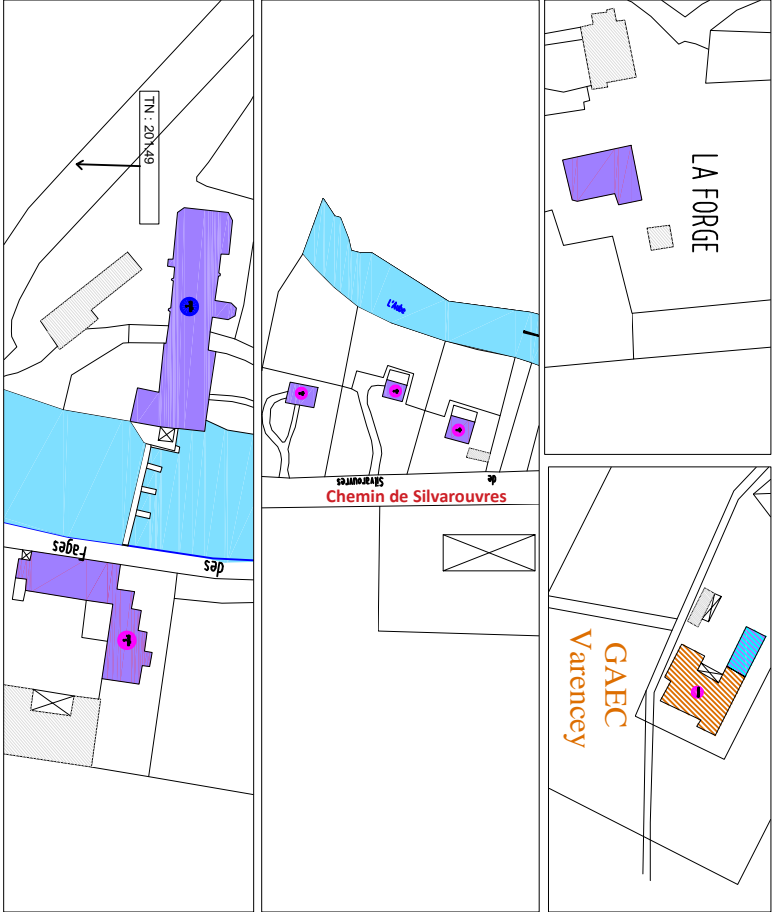 TN : 201.49
des
Fages
L'Aube
de
Silvarouvres
Chemin de Silvarouvres
LA FORGE
GAEC
Varencey